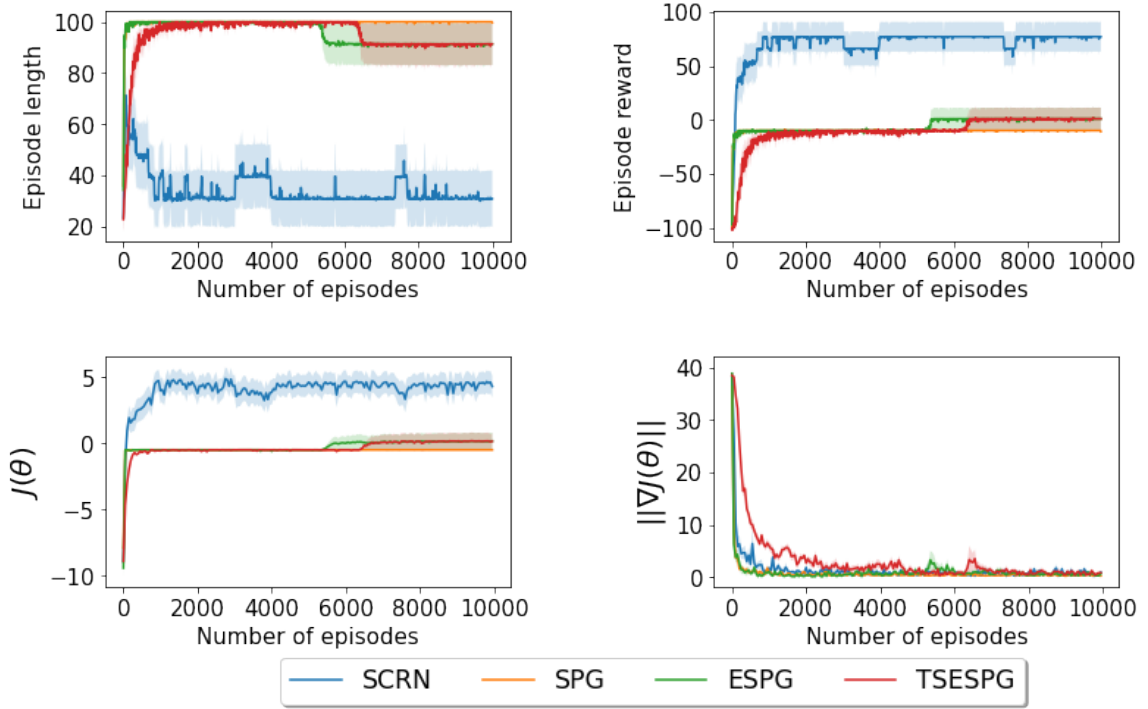 Episode length
100
80
60
40
20
0 2000 4000 6000 8000 10000
Number of episodes
Episode reward
100
50
0
−50
−100
0 2000 4000 6000 8000 10000
Number of episodes
J(θ)
5
0
−5
−10
0 2000 4000 6000 8000 10000
Number of episodes
||∇J(θ)||
40
30
20
10
0
0 2000 4000 6000 8000 10000
Number of episodes
SCRN SPG ESPG TSESPG